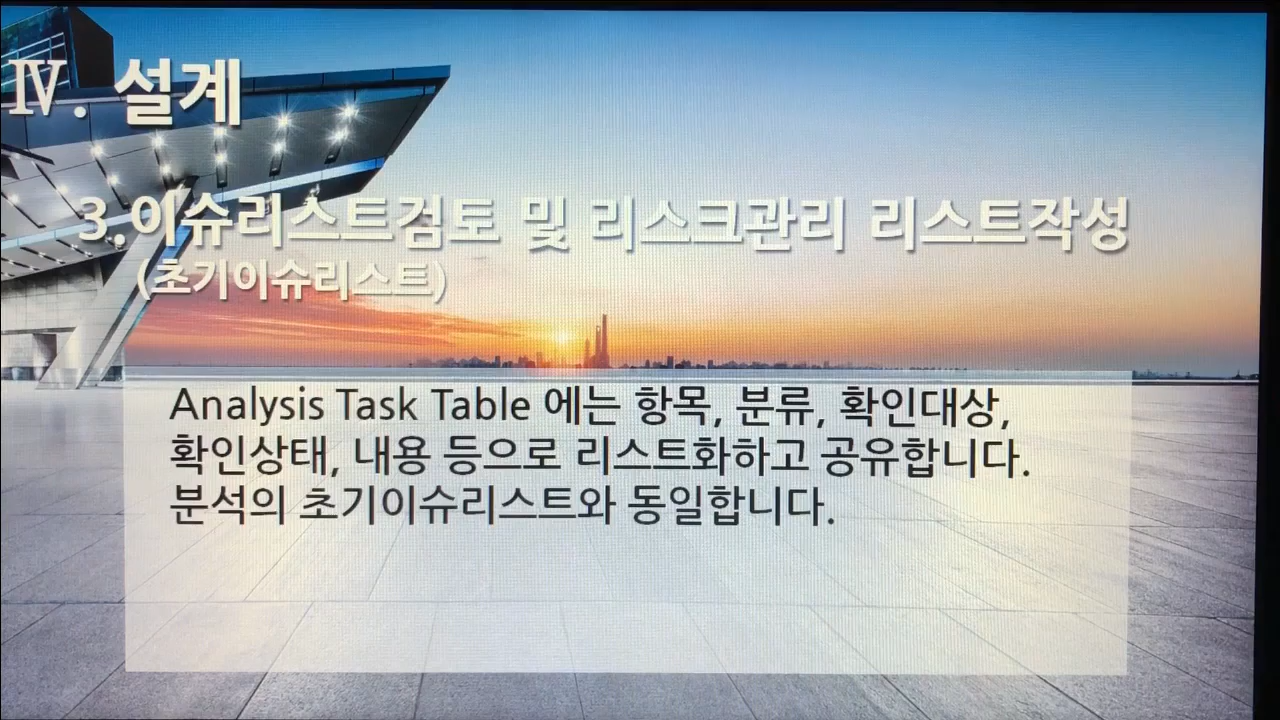 Ⅳ. 설계
3.이슈리스트검토 및 리스크관리 리스트작성
(초기이슈리스트)
Analysis Task Table 에는 항목, 분류, 확인대상,
확인상태, 내용 등으로 리스트화하고 공유합니다.
분석의 초기이슈리스트와 동일합니다.